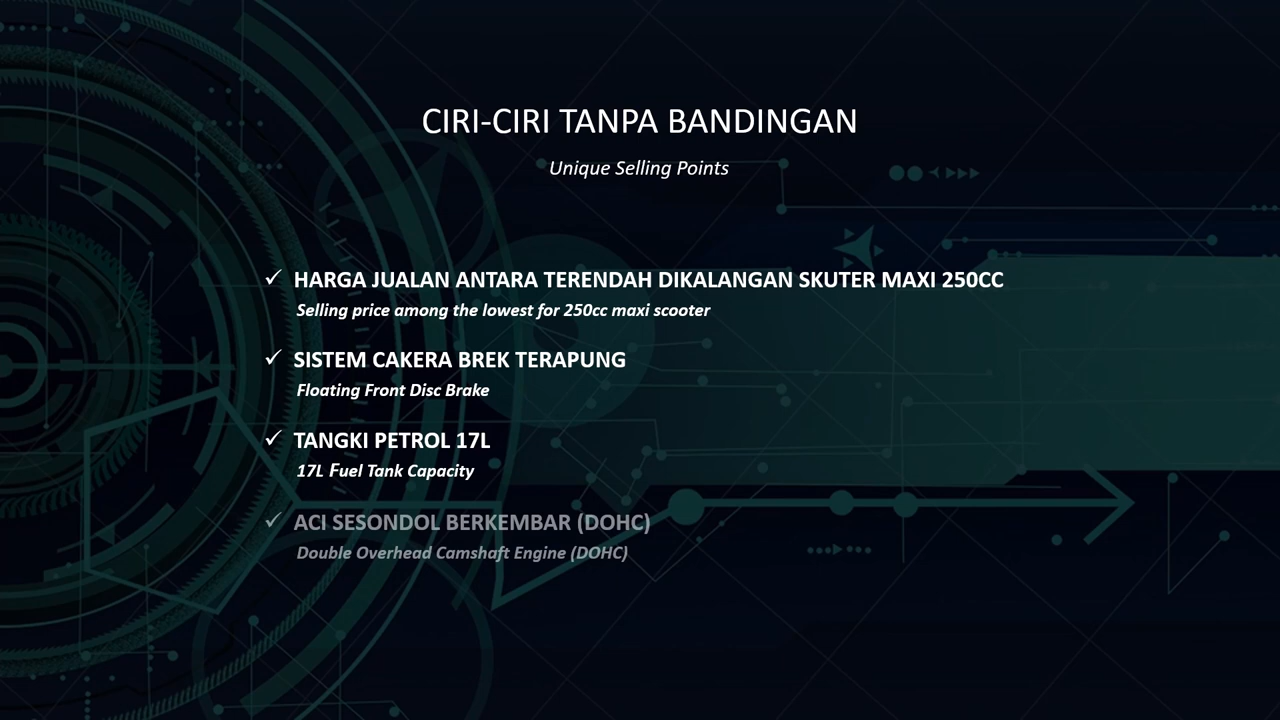 CIRI-CIRI TANPA BANDINGAN
Unique Selling Points
✓ HARGA JUALAN ANTARA TERENDAH DIKALANGAN SKUTER MAXI 250CC
Selling price among the lowest for 250cc maxi scooter
✓ SISTEM CAKERA BREK TERAPUNG
Floating Front Disc Brake
✓ TANGKI PETROL 17L
17L Fuel Tank Capacity
✓ ACI SESONDOL BERKEMBAR (DOHC)
Double Overhead Camshaft Engine (DOHC)